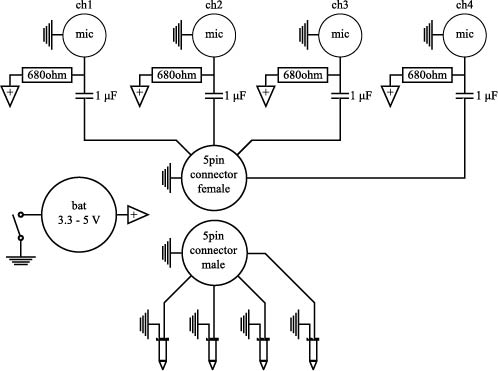 ch1 ch2 ch3 ch4
mic mic mic mic
680ohm 680ohm 680ohm 680ohm
+ + + +
1 µF 1 µF 1 µF 1 µF
5pin
connector
female
bat
3.3 - 5 V
+
5pin
connector
male